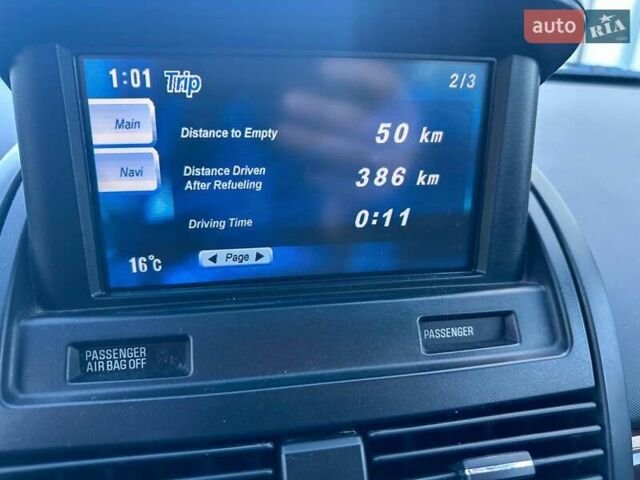 auto RIA.com
1:01 Trip 2/3
Main
Distance to Empty 50 km
Navi
Distance Driven
After Refueling 386 km
Driving Time 0:11
16°c
◀ Page ▶
PASSENGER
AIR BAG OFF
PASSENGER